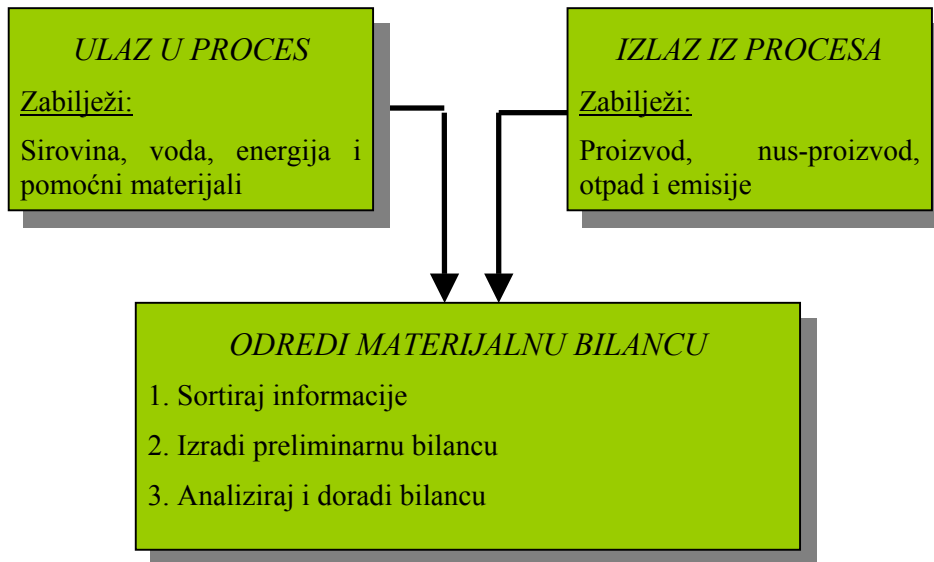 ULAZ U PROCES
Zabilježi:
Sirovina, voda, energija i
pomoćni materijali
IZLAZ IZ PROCESA
Zabilježi:
Proizvod, nus-proizvod,
otpad i emisije
ODREDI MATERIJALNU BILANCU
1. Sortiraj informacije
2. Izradi preliminarnu bilancu
3. Analiziraj i doradi bilancu